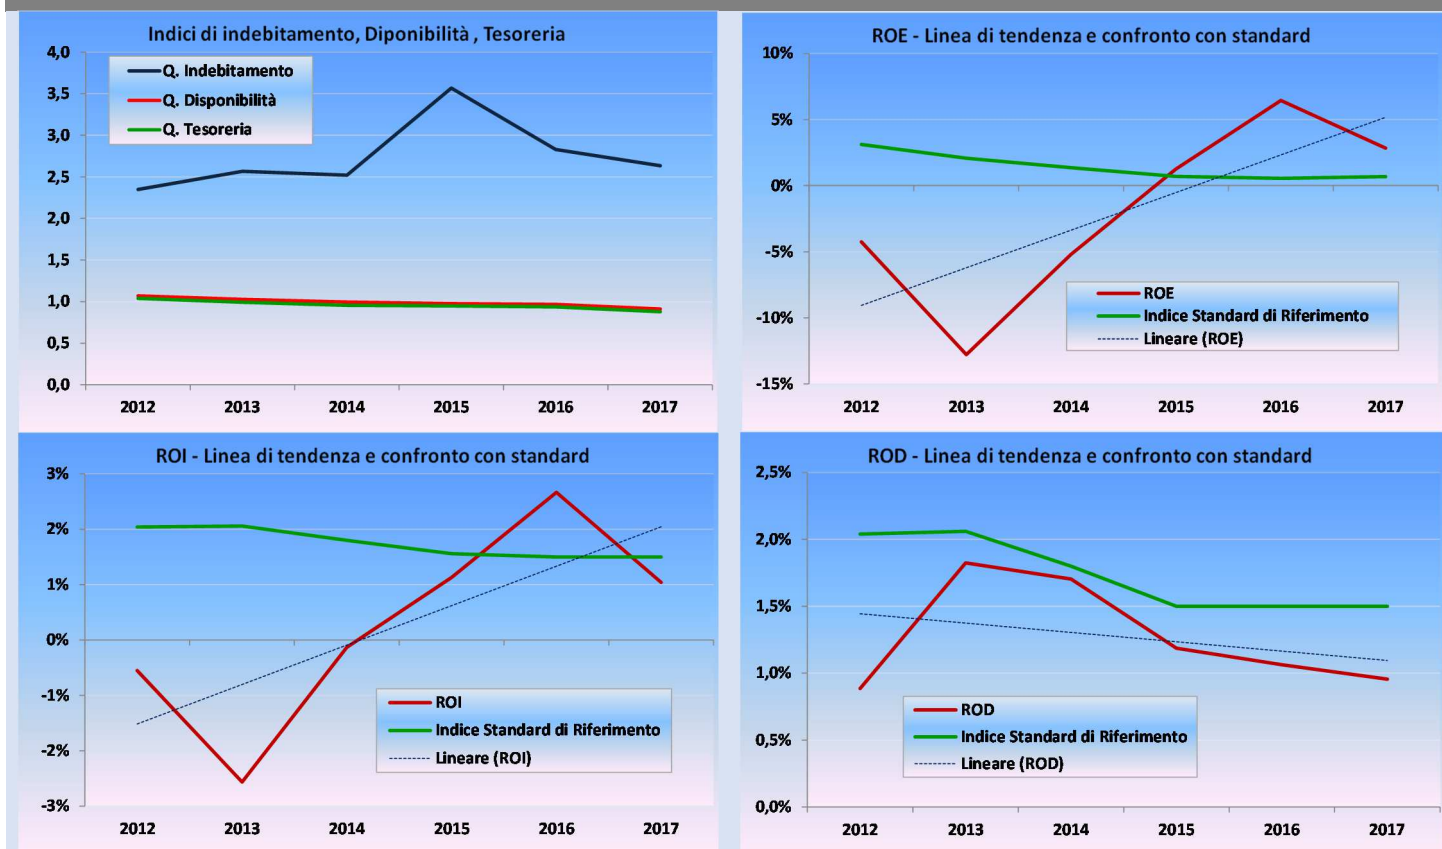 Indici di indebitamento, Diponibilità , Tesoreria
4,0
3,5
3,0
2,5
2,0
1,5
1,0
0,5
0,0
Q. Indebitamento
Q. Disponibilità
Q. Tesoreria
2012 2013 2014 2015 2016 2017
ROE - Linea di tendenza e confronto con standard
10%
5%
0%
-5%
-10%
-15%
ROE
Indice Standard di Riferimento
Lineare (ROE)
2012 2013 2014 2015 2016 2017
ROI - Linea di tendenza e confronto con standard
3%
2%
1%
0%
-1%
-2%
-3%
ROI
Indice Standard di Riferimento
Lineare (ROI)
2012 2013 2014 2015 2016 2017
ROD - Linea di tendenza e confronto con standard
2,5%
2,0%
1,5%
1,0%
0,5%
0,0%
ROD
Indice Standard di Riferimento
Lineare (ROD)
2012 2013 2014 2015 2016 2017